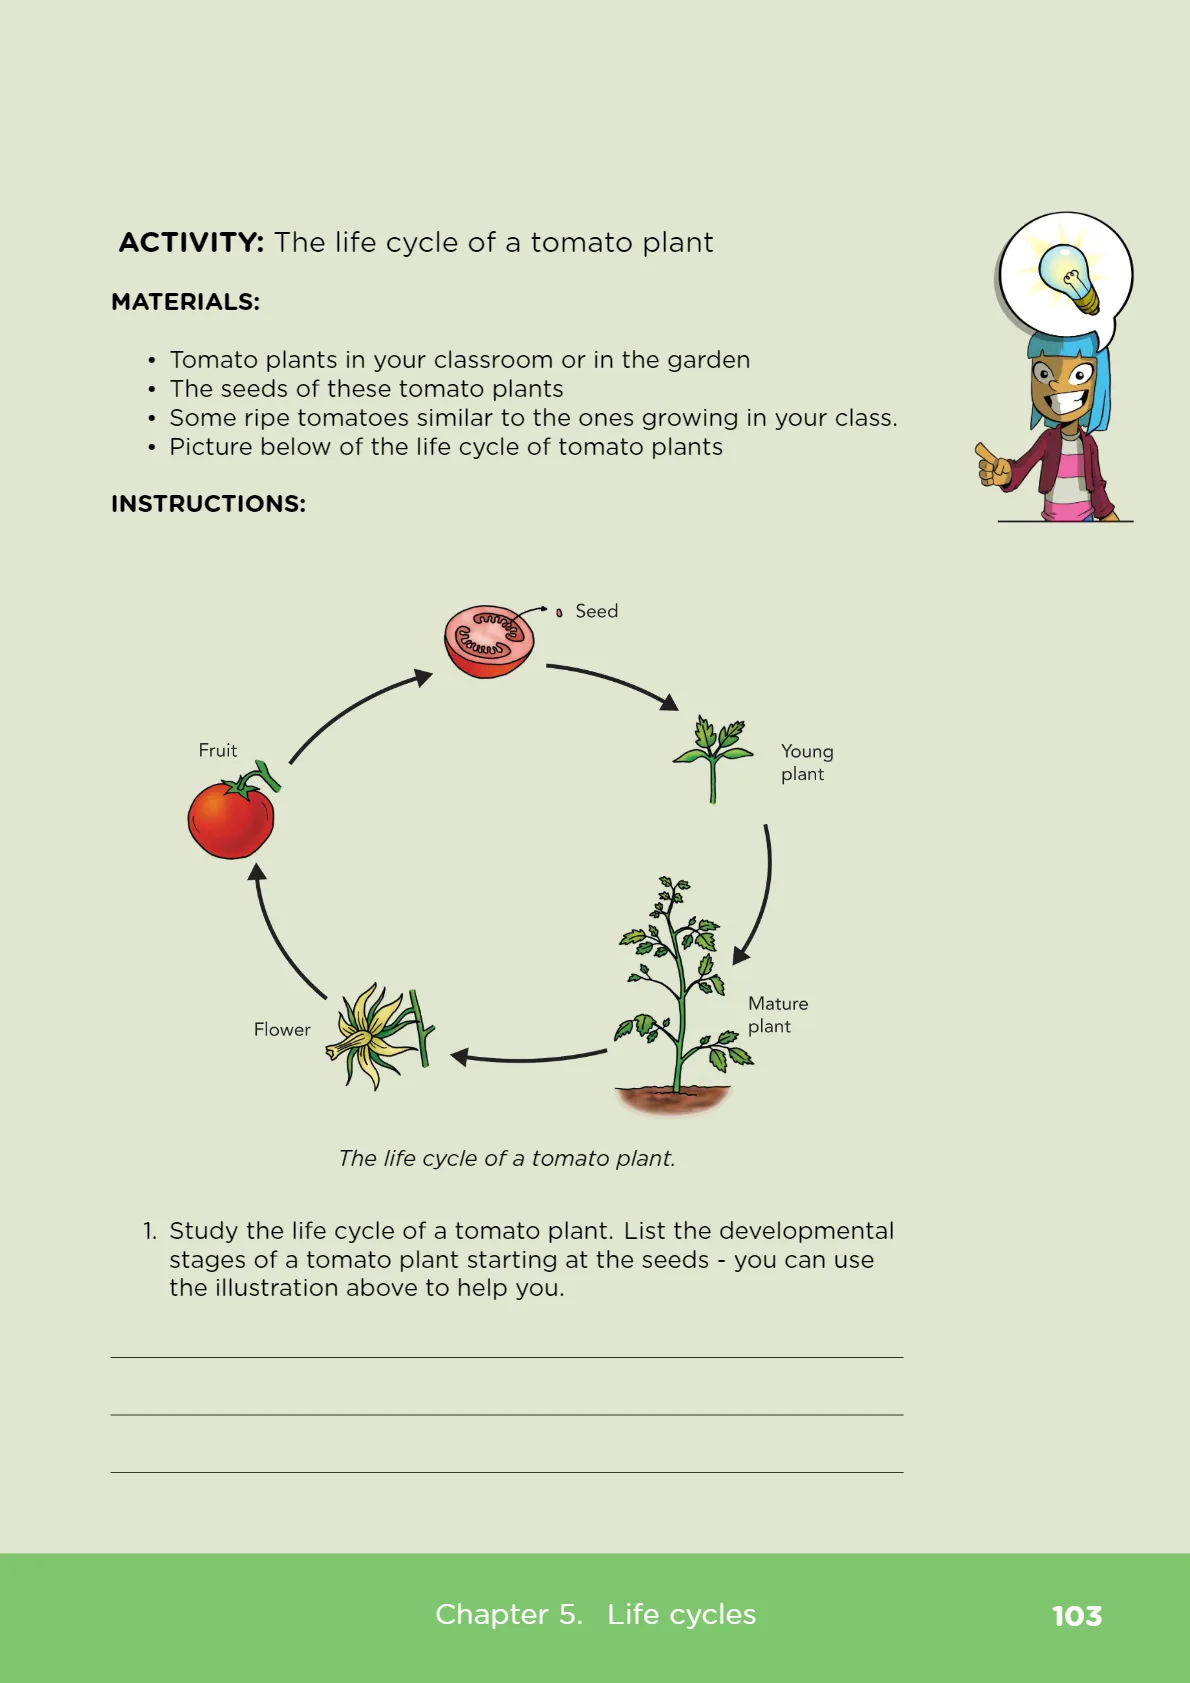 ACTIVITY: The life cycle of a tomato plant
MATERIALS:
• Tomato plants in your classroom or in the garden
• The seeds of these tomato plants
• Some ripe tomatoes similar to the ones growing in your class.
• Picture below of the life cycle of tomato plants
INSTRUCTIONS:
Seed
Young
plant
Mature
plant
Flower
Fruit
The life cycle of a tomato plant.
1. Study the life cycle of a tomato plant. List the developmental
stages of a tomato plant starting at the seeds - you can use
the illustration above to help you.
Chapter 5. Life cycles
103